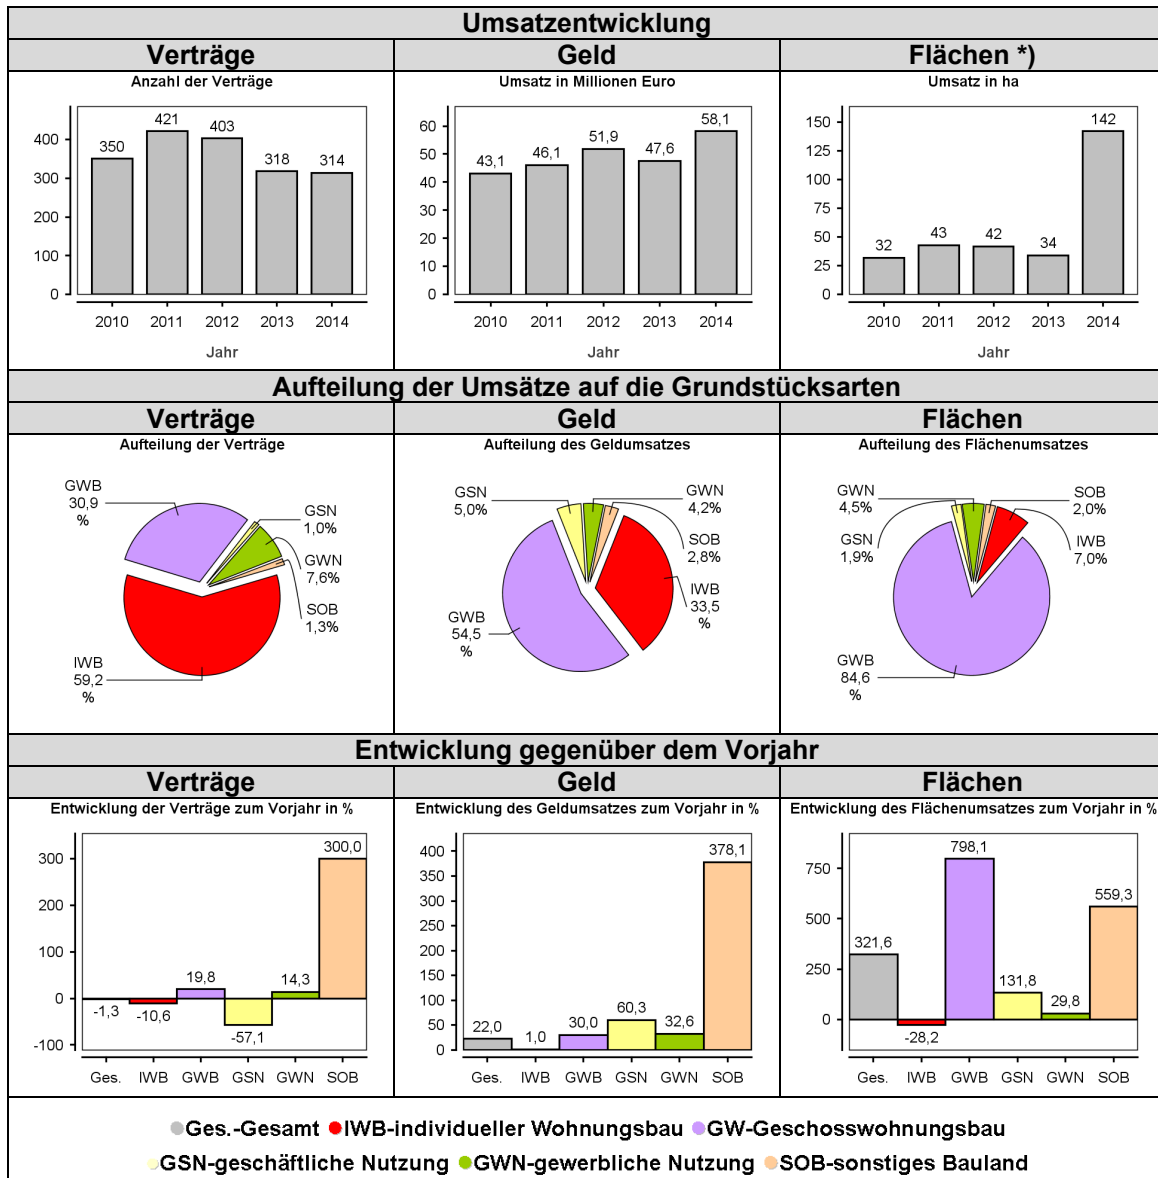 Umsatzentwicklung
Verträge Geld Flächen *)
Anzahl der Verträge
400
300
200
100
0
350
421
403
318
314
2010 2011 2012 2013 2014
Jahr
Umsatz in Millionen Euro
60
50
40
30
20
10
0
43,1
46,1
51,9
47,6
58,1
2010 2011 2012 2013 2014
Jahr
Umsatz in ha
150
125
100
75
50
25
0
32
43
42
34
142
2010 2011 2012 2013 2014
Jahr
Aufteilung der Umsätze auf die Grundstücksarten
Verträge Geld Flächen
Aufteilung der Verträge
GWB
30,9
%
GSN
1,0%
GWN
7,6%
SOB
1,3%
IWB
59,2
%
Aufteilung des Geldumsatzes
GSN
5,0%
GWN
4,2%
SOB
2,8%
IWB
33,5
%
GWB
54,5
%
Aufteilung des Flächenumsatzes
GWN
4,5%
GSN
1,9%
SOB
2,0%
IWB
7,0%
GWB
84,6
%
Entwicklung gegenüber dem Vorjahr
Verträge Geld Flächen
Entwicklung der Verträge zum Vorjahr in %
300
200
100
0
-100
-1,3
-10,6
19,8
-57,1
14,3
300,0
Ges. IWB GWB GSN GWN SOB
Entwicklung des Geldumsatzes zum Vorjahr in %
400
350
300
250
200
150
100
50
0
22,0
1,0
30,0
60,3
32,6
378,1
Ges. IWB GWB GSN GWN SOB
Entwicklung des Flächenumsatzes zum Vorjahr in %
750
500
250
0
321,6
-28,2
798,1
131,8
29,8
559,3
Ges. IWB GWB GSN GWN SOB
Ges.-Gesamt IWB-individueller Wohnungsbau GW-Geschosswohnungsbau
GSN-geschäftliche Nutzung GWN-gewerbliche Nutzung SOB-sonstiges Bauland